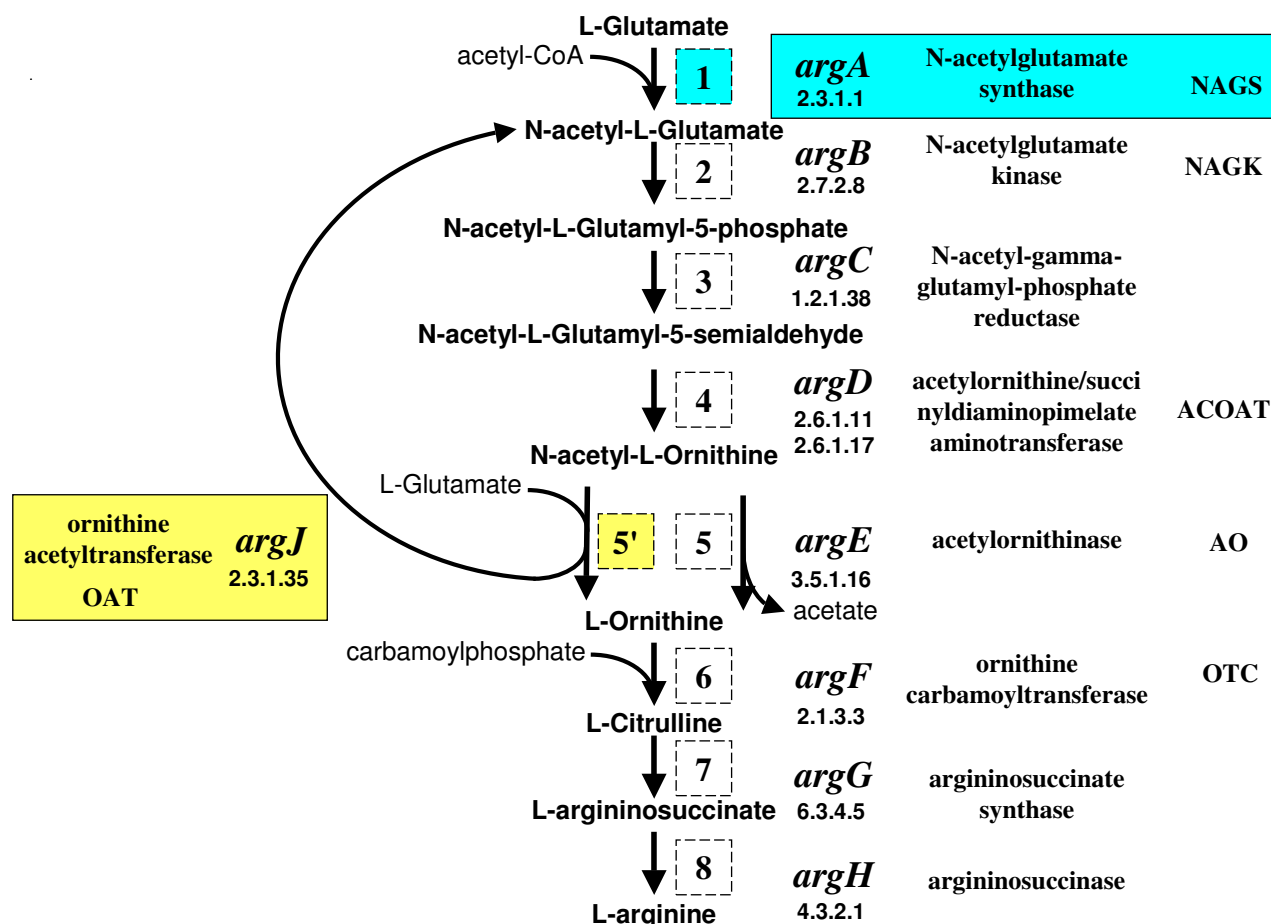 L-Glutamate
acetyl-CoA
1
argA
2.3.1.1
N-acetylglutamate
synthase
NAGS
N-acetyl-L-Glutamate
2
argB
2.7.2.8
N-acetylglutamate
kinase
NAGK
N-acetyl-L-Glutamyl-5-phosphate
3
argC
1.2.1.38
N-acetyl-gamma-
glutamyl-phosphate
reductase
N-acetyl-L-Glutamyl-5-semialdehyde
4
argD
2.6.1.11
2.6.1.17
acetylornithine/succi
nyldiaminopimelate
aminotransferase
ACOAT
N-acetyl-L-Ornithine
L-Glutamate
ornithine
acetyltransferase
OAT
argJ
2.3.1.35
5'
5
argE
3.5.1.16
acetylornithinase
AO
acetate
L-Ornithine
carbamoylphosphate
6
argF
2.1.3.3
ornithine
carbamoyltransferase
OTC
L-Citrulline
7
argG
6.3.4.5
argininosuccinate
synthase
L-argininosuccinate
8
argH
4.3.2.1
argininosuccinase
L-arginine